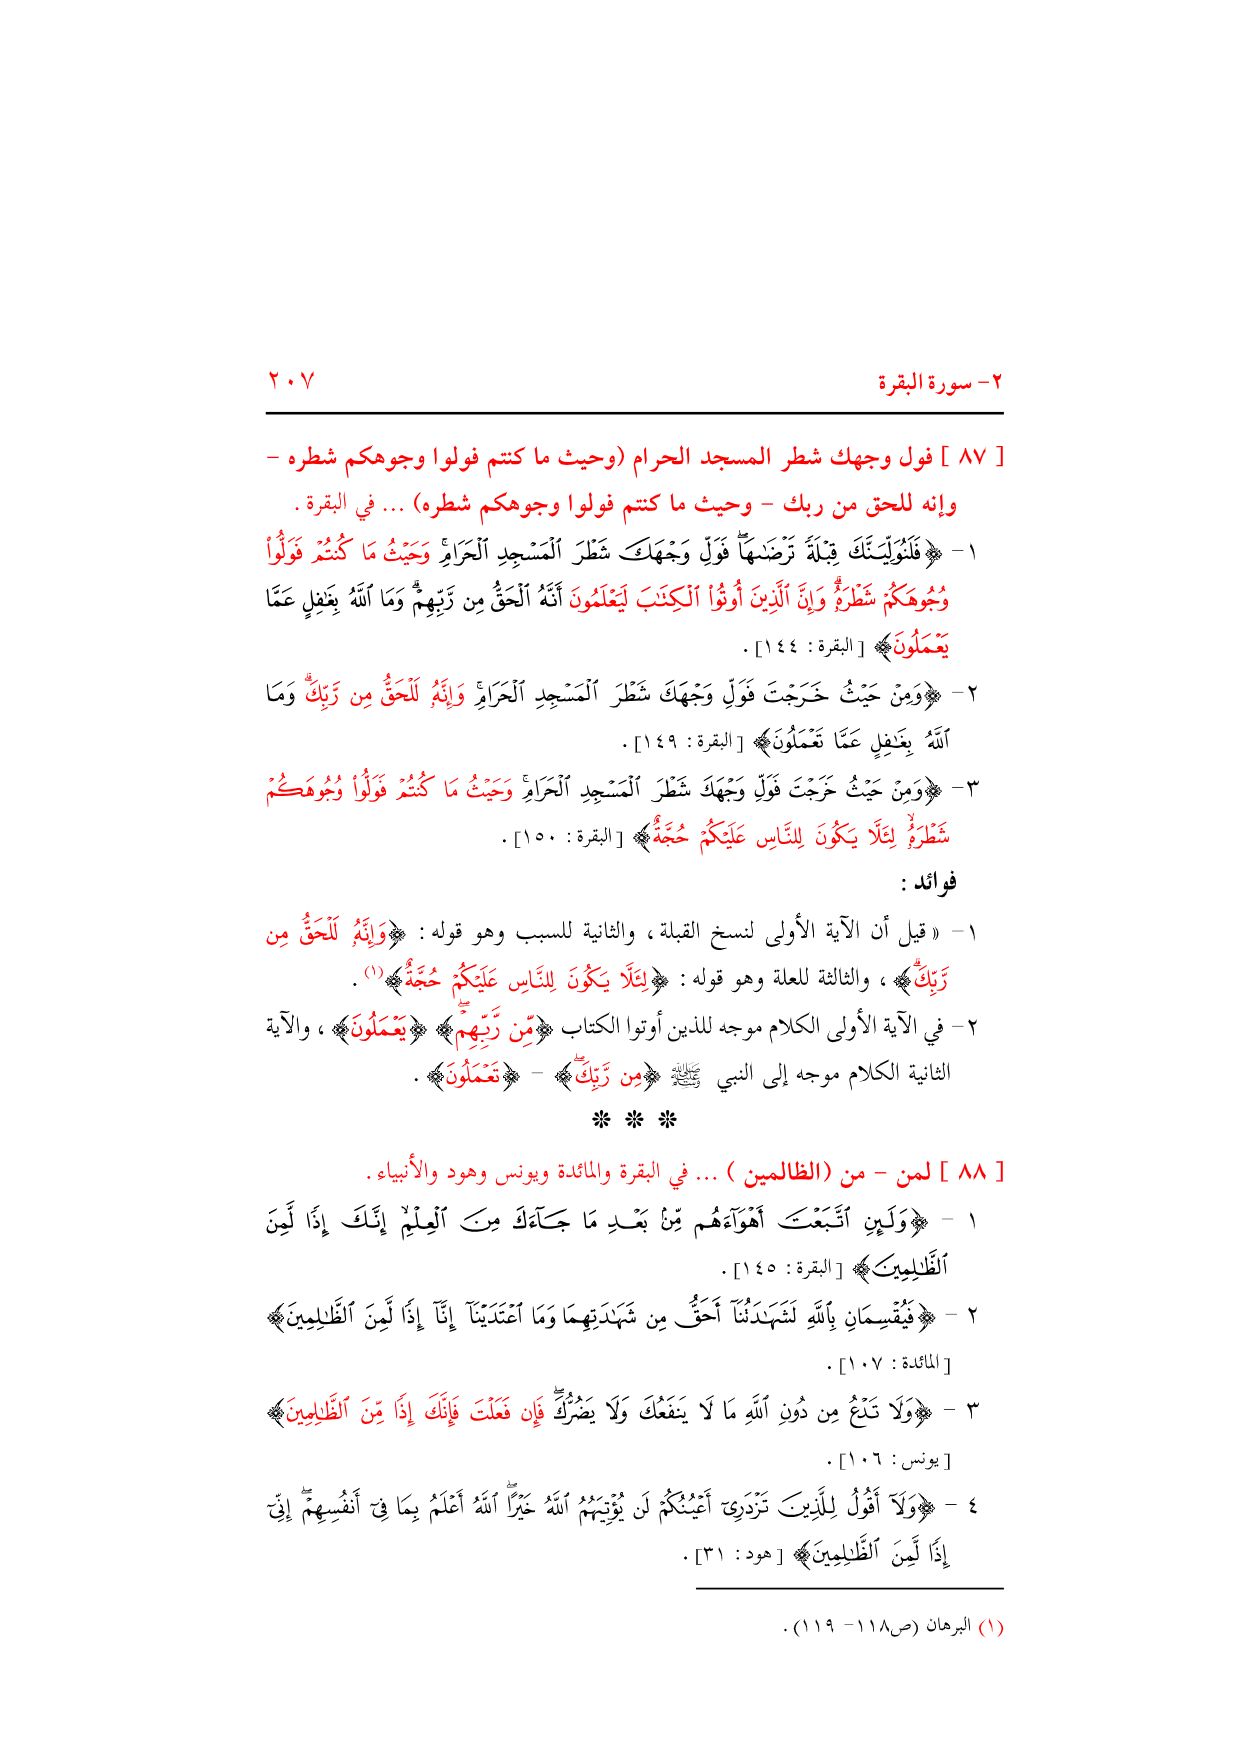 ٢- سورة البقرة ٢٠٧
[ ٨٧ ] فول وجهك شطر المسجد الحرام (وحيث ما كنتم فولوا وجوهكم شطره –
وإنه للحق من ربك – وحيث ما كنتم فولوا وجوهكم شطره) ... في البقرة .
١- ﴿فَلَنُوَلِّيَنَّكَ قِبْلَةً تَرْضَىٰهَاۖ فَوَلِّ وَجْهَكَ شَطْرَ ٱلْمَسْجِدِ ٱلْحَرَامِۚ وَحَيْثُ مَا كُنتُمْ فَوَلُّوا۟
وُجُوهَكُمْ شَطْرَهُۥۗ وَإِنَّ ٱلَّذِينَ أُوتُوا۟ ٱلْكِتَٰبَ لَيَعْلَمُونَ أَنَّهُ ٱلْحَقُّ مِن رَّبِّهِمْۗ وَمَا ٱللَّهُ بِغَٰفِلٍ عَمَّا
يَعْمَلُونَ﴾ [البقرة: ١٤٤] .
٢- ﴿وَمِنْ حَيْثُ خَرَجْتَ فَوَلِّ وَجْهَكَ شَطْرَ ٱلْمَسْجِدِ ٱلْحَرَامِۖ وَإِنَّهُۥ لَلْحَقُّ مِن رَّبِّكَۗ وَمَا
ٱللَّهُ بِغَٰفِلٍ عَمَّا تَعْمَلُونَ﴾ [البقرة: ١٤٩] .
٣- ﴿وَمِنْ حَيْثُ خَرَجْتَ فَوَلِّ وَجْهَكَ شَطْرَ ٱلْمَسْجِدِ ٱلْحَرَامِۚ وَحَيْثُ مَا كُنتُمْ فَوَلُّوا۟ وُجُوهَكُمْ
شَطْرَهُۥ لِئَلَّا يَكُونَ لِلنَّاسِ عَلَيْكُمْ حُجَّةٌ﴾ [البقرة: ١٥٠] .
فوائد :
١- « قيل أن الآية الأولى لنسخ القبلة، والثانية للسبب وهو قوله: ﴿وَإِنَّهُۥ لَلْحَقُّ مِن
رَّبِّكَۗ﴾ ، والثالثة للعلة وهو قوله: ﴿لِئَلَّا يَكُونَ لِلنَّاسِ عَلَيْكُمْ حُجَّةٌ﴾(١) .
٢- في الآية الأولى الكلام موجه للذين أوتوا الكتاب ﴿مِّن رَّبِّهِمْۖ﴾ ﴿يَعْمَلُونَ﴾ ، والآية
الثانية الكلام موجه إلى النبي ﷺ ﴿مِن رَّبِّكَۖ﴾ – ﴿تَعْمَلُونَ﴾ .
❊ ❊ ❊
[ ٨٨ ] لمن – من (الظالمين ) ... في البقرة والمائدة ويونس وهود والأنبياء.
١ – ﴿وَلَئِنِ ٱتَّبَعْتَ أَهْوَآءَهُم مِّنۢ بَعْدِ مَا جَآءَكَ مِنَ ٱلْعِلْمِۙ إِنَّكَ إِذًا لَّمِنَ
ٱلظَّٰلِمِينَ﴾ [البقرة: ١٤٥] .
٢ – ﴿فَيُقْسِمَانِ بِٱللَّهِ لَشَهَٰدَتُنَآ أَحَقُّ مِن شَهَٰدَتِهِمَا وَمَا ٱعْتَدَيْنَآ إِنَّآ إِذًا لَّمِنَ ٱلظَّٰلِمِينَ﴾
[المائدة: ١٠٧] .
٣ – ﴿وَلَا تَدْعُ مِن دُونِ ٱللَّهِ مَا لَا يَنفَعُكَ وَلَا يَضُرُّكَۖ فَإِن فَعَلْتَ فَإِنَّكَ إِذًا مِّنَ ٱلظَّٰلِمِينَ﴾
[يونس: ١٠٦] .
٤ – ﴿وَلَآ أَقُولُ لِلَّذِينَ تَزْدَرِىٓ أَعْيُنُكُمْ لَن يُؤْتِيَهُمُ ٱللَّهُ خَيْرًاۖ ٱللَّهُ أَعْلَمُ بِمَا فِىٓ أَنفُسِهِمْۖ إِنِّىٓ
إِذًا لَّمِنَ ٱلظَّٰلِمِينَ﴾ [هود: ٣١] .
(١) البرهان (ص١١٨- ١١٩) .